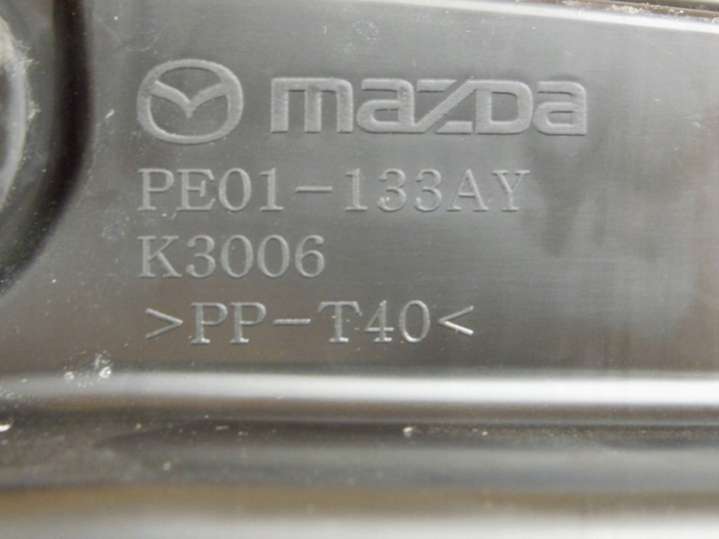 mazda
PE01-133AY
K3006
>PP-T40<